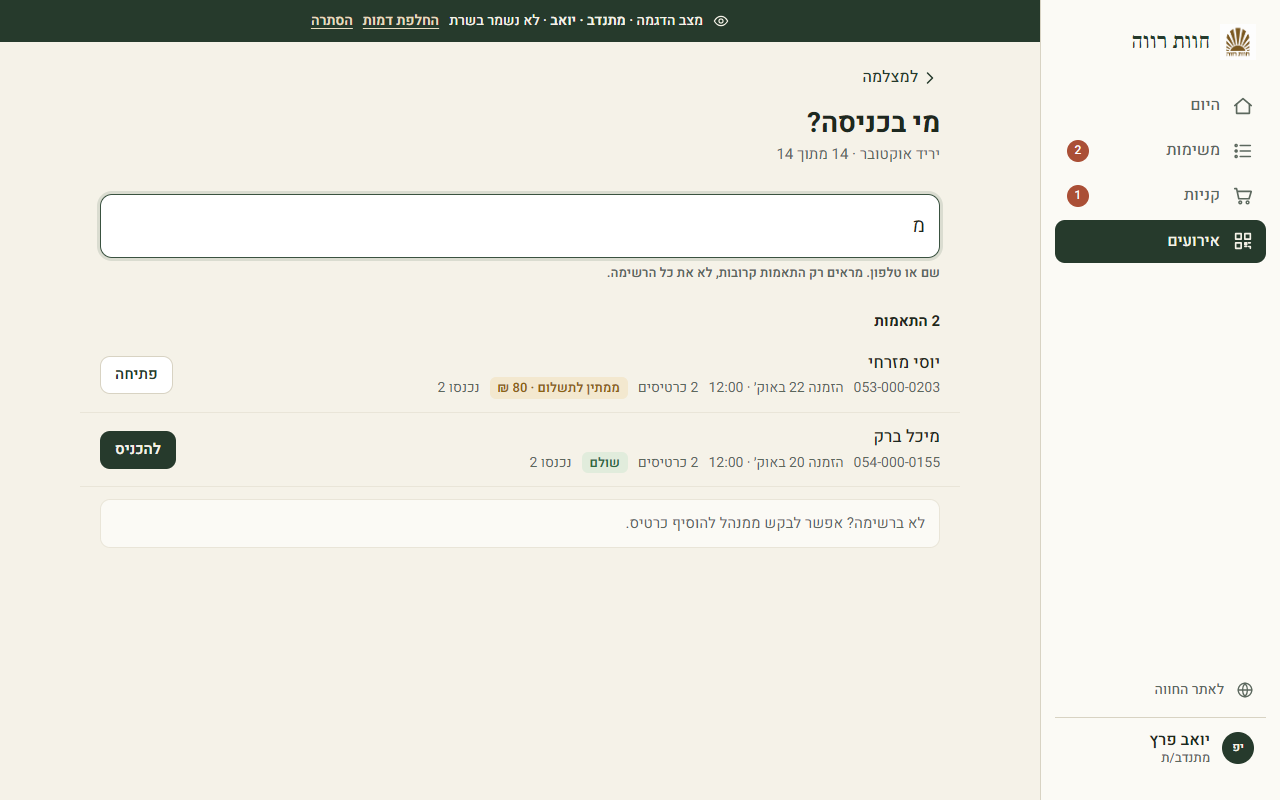 מצב הדגמה · מתנדב · יואב · לא נשמר בשרת החלפת דמות הסתרה
חוות רווה
היום
משימות 2
קניות 1
אירועים
לאתר החווה
יפ
יואב פרץ
מתנדב/ת
למצלמה
מי בכניסה?
יריד אוקטובר · 14 מתוך 14
מ
שם או טלפון. מראים רק התאמות קרובות, לא את כל הרשימה.
2 התאמות
יוסי מזרחי
053-000-0203 הזמנה 22 באוק׳ · 12:00 2 כרטיסים ממתין לתשלום · 80 ₪ נכנסו 2
פתיחה
מיכל ברק
054-000-0155 הזמנה 20 באוק׳ · 12:00 2 כרטיסים שולם נכנסו 2
להכניס
לא ברשימה? אפשר לבקש ממנהל להוסיף כרטיס.